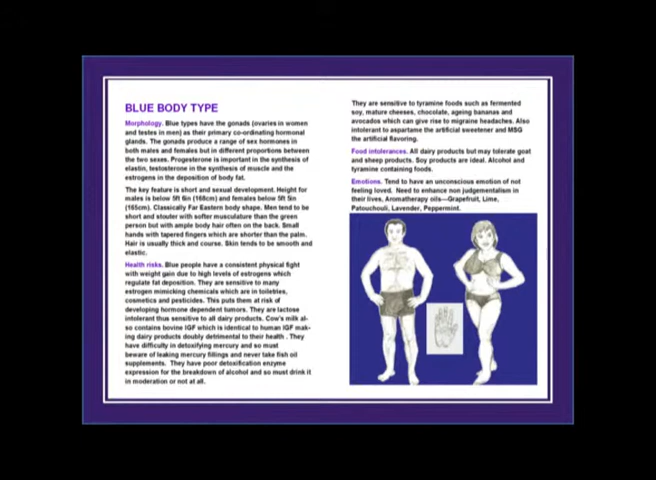 BLUE BODY TYPE
Morphology. Blue types have the gonads (ovaries in women
and testes in men) as their primary co-ordinating hormonal
glands. The gonads produce a range of sex hormones in
both males and females but in different proportions between
the two sexes. Progesterone is important in the synthesis of
elastin, testosterone in the synthesis of muscle and the
estrogens in the deposition of body fat.
The key feature is short and sexual development. Height for
males is below 5ft 6in (168cm) and females below 5ft 5in
(165cm). Classically Far Eastern body shape. Men tend to be
short and stouter with softer musculature than the green
person but with ample body hair often on the back. Small
hands with tapered fingers which are shorter than the palm.
Hair is usually thick and course. Skin tends to be smooth and
elastic.
Health risks. Blue people have a consistent physical fight
with weight gain due to high levels of estrogens which
regulate fat deposition. They are sensitive to many
estrogen mimicking chemicals which are in toiletries,
cosmetics and pesticides. This puts them at risk of
developing hormone dependent tumors. They are lactose
intolerant thus sensitive to all dairy products. Cow's milk al-
so contains bovine IGF which is identical to human IGF mak-
ing dairy products doubly detrimental to their health . They
have difficulty in detoxifying mercury and so must
beware of leaking mercury fillings and never take fish oil
supplements. They have poor detoxification enzyme
expression for the breakdown of alcohol and so must drink it
in moderation or not at all.
They are sensitive to tyramine foods such as fermented
soy, mature cheeses, chocolate, ageing bananas and
avocados which can give rise to migraine headaches. Also
intolerant to aspartame the artificial sweetener and MSG
the artificial flavoring.
Food intolerances. All dairy products but may tolerate goat
and sheep products. Soy products are ideal. Alcohol and
tyramine containing foods.
Emotions. Tend to have an unconscious emotion of not
feeling loved. Need to enhance non judgementalism in
their lives, Aromatherapy oils—Grapefruit, Lime,
Patouchouli, Lavender, Peppermint.